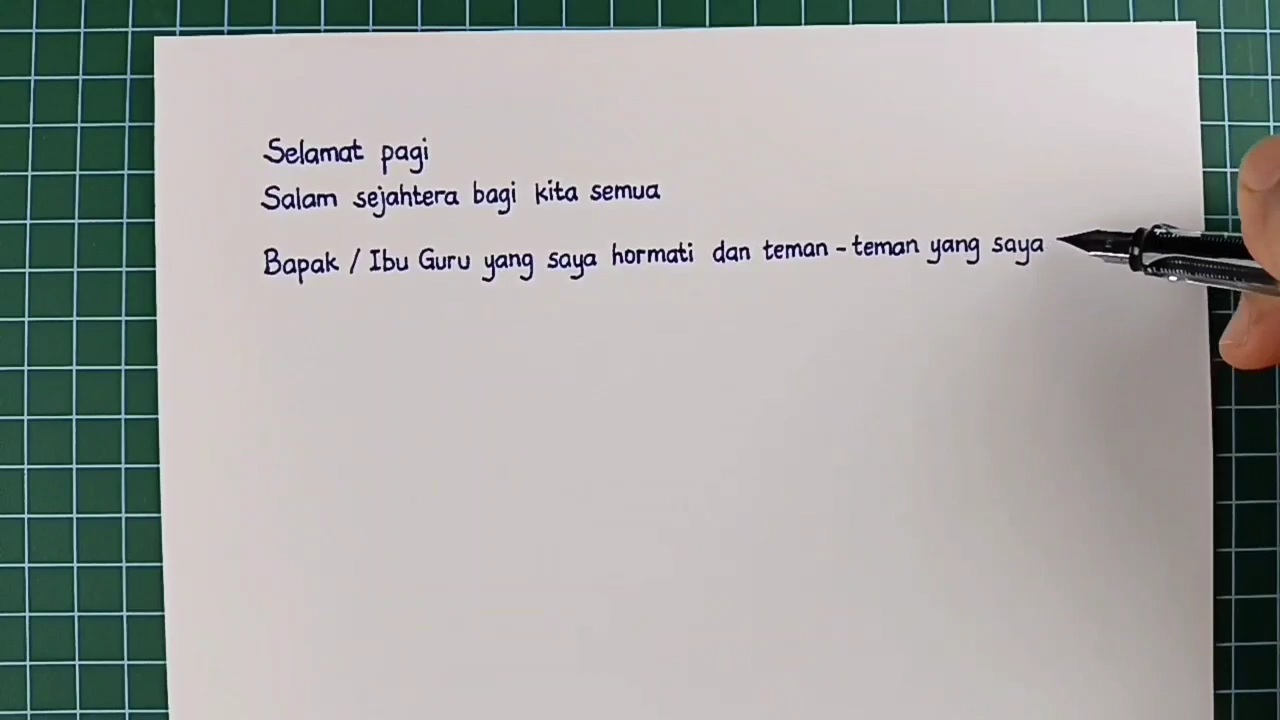 Selamat pagi
Salam sejahtera bagi kita semua
Bapak / Ibu Guru yang saya hormati dan teman-teman yang saya